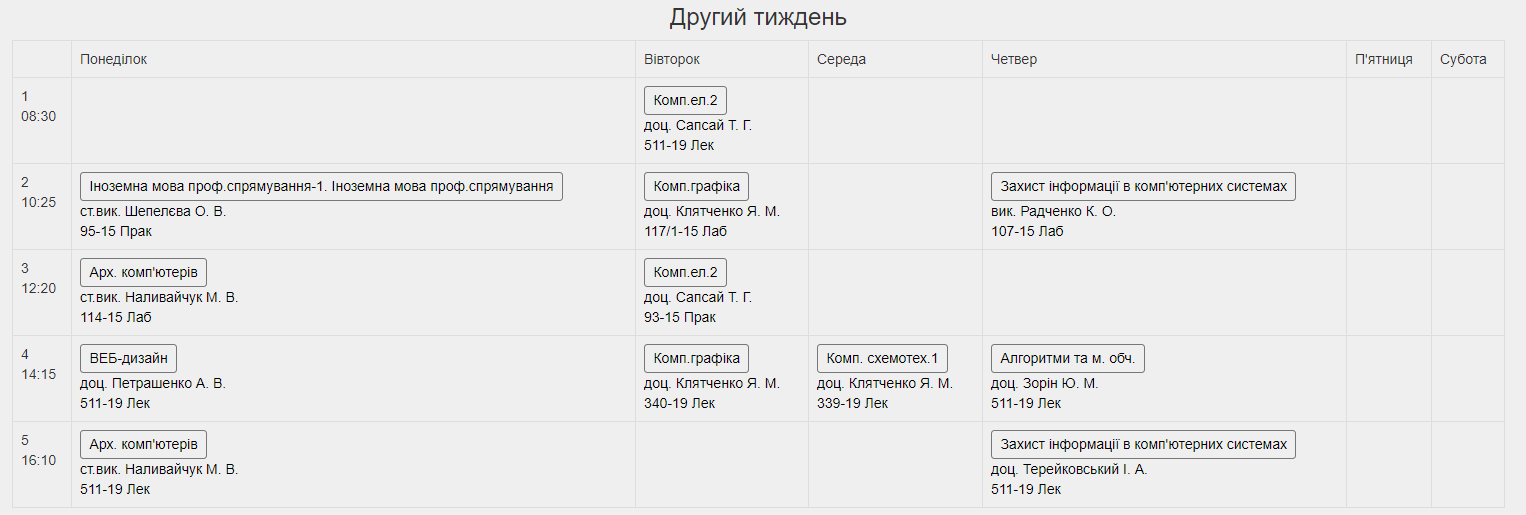 Другий тиждень
Понеділок
Вівторок
Середа
Четвер
П'ятниця
Субота
1
08:30
Комп.ел.2
доц. Сапсай Т. Г.
511-19 Лек
2
10:25
Іноземна мова проф.спрямування-1. Іноземна мова проф.спрямування
ст.вик. Шепелєва О. В.
95-15 Прак
Комп.графіка
доц. Клятченко Я. М.
117/1-15 Лаб
Захист інформації в комп'ютерних системах
вик. Радченко К. О.
107-15 Лаб
3
12:20
Арх. комп'ютерів
ст.вик. Наливайчук М. В.
114-15 Лаб
Комп.ел.2
доц. Сапсай Т. Г.
93-15 Прак
4
14:15
ВЕБ-дизайн
доц. Петрашенко А. В.
511-19 Лек
Комп.графіка
доц. Клятченко Я. М.
340-19 Лек
Комп. схемотех.1
доц. Клятченко Я. М.
339-19 Лек
Алгоритми та м. обч.
доц. Зорін Ю. М.
511-19 Лек
5
16:10
Арх. комп'ютерів
ст.вик. Наливайчук М. В.
511-19 Лек
Захист інформації в комп'ютерних системах
доц. Терейковський І. А.
511-19 Лек